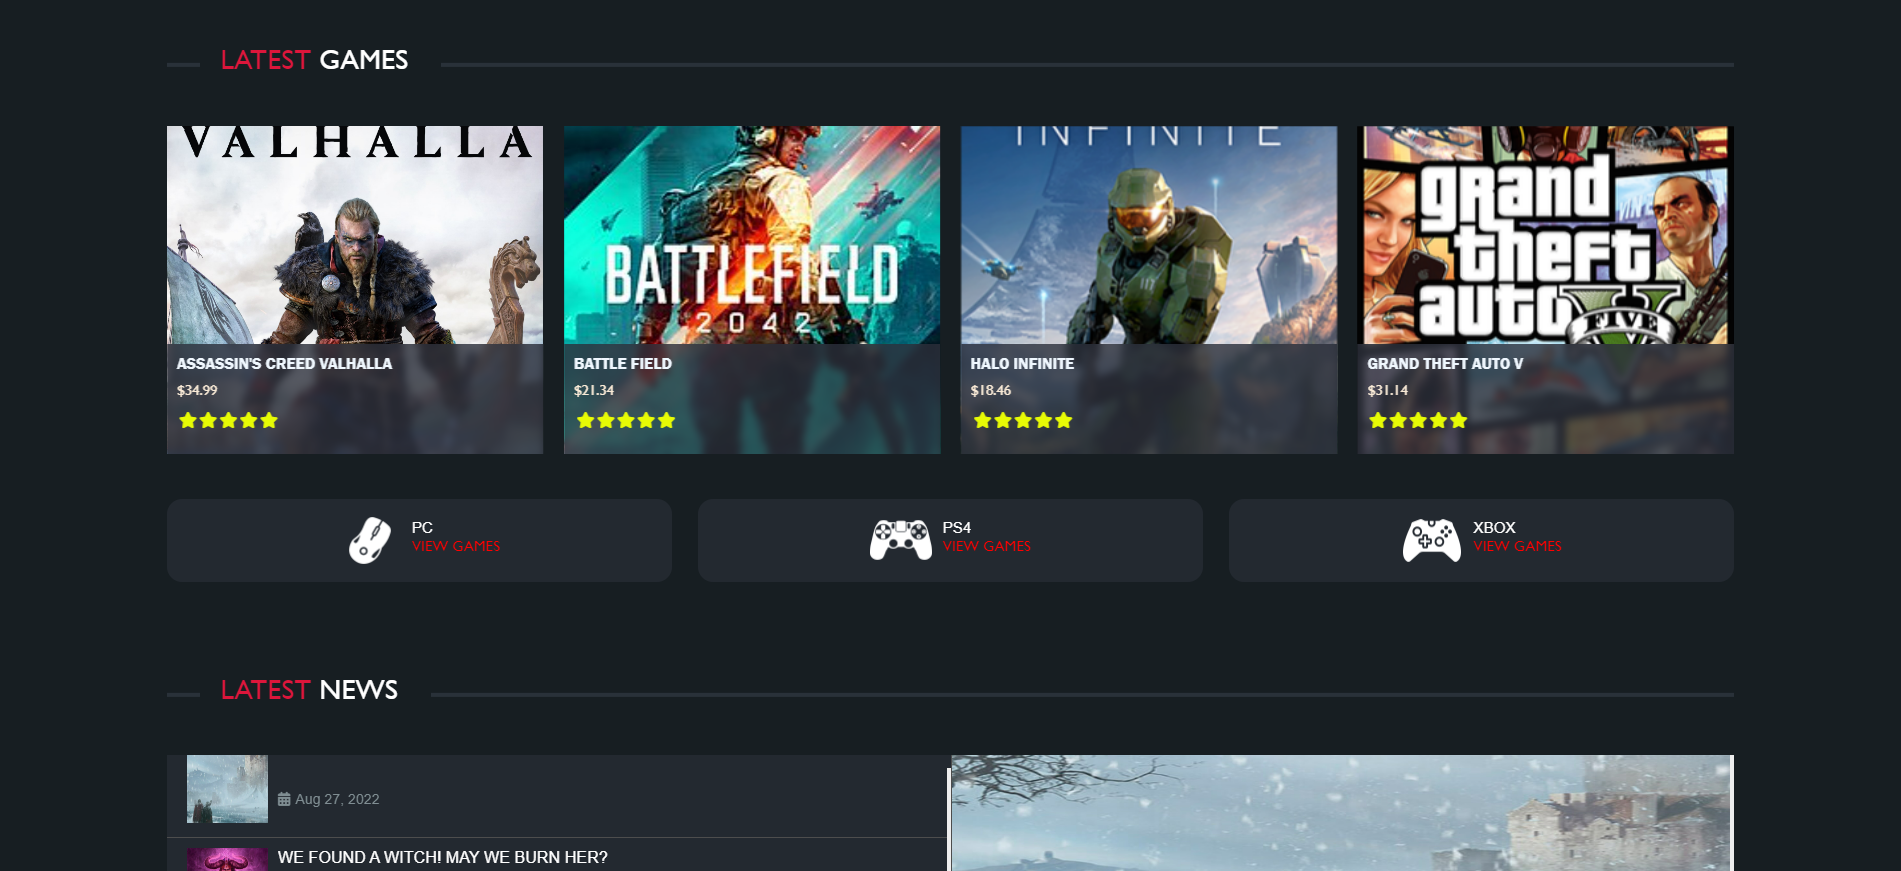 LATEST GAMES
VALHALLA
BATTLEFIELD
2042
INFINITE
grand
theft
auto V
FIVE
ASSASSIN'S CREED VALHALLA
$34.99
BATTLE FIELD
$21.34
HALO INFINITE
$18.46
GRAND THEFT AUTO V
$31.14
PC
VIEW GAMES
PS4
VIEW GAMES
XBOX
VIEW GAMES
LATEST NEWS
Aug 27, 2022
WE FOUND A WITCH! MAY WE BURN HER?